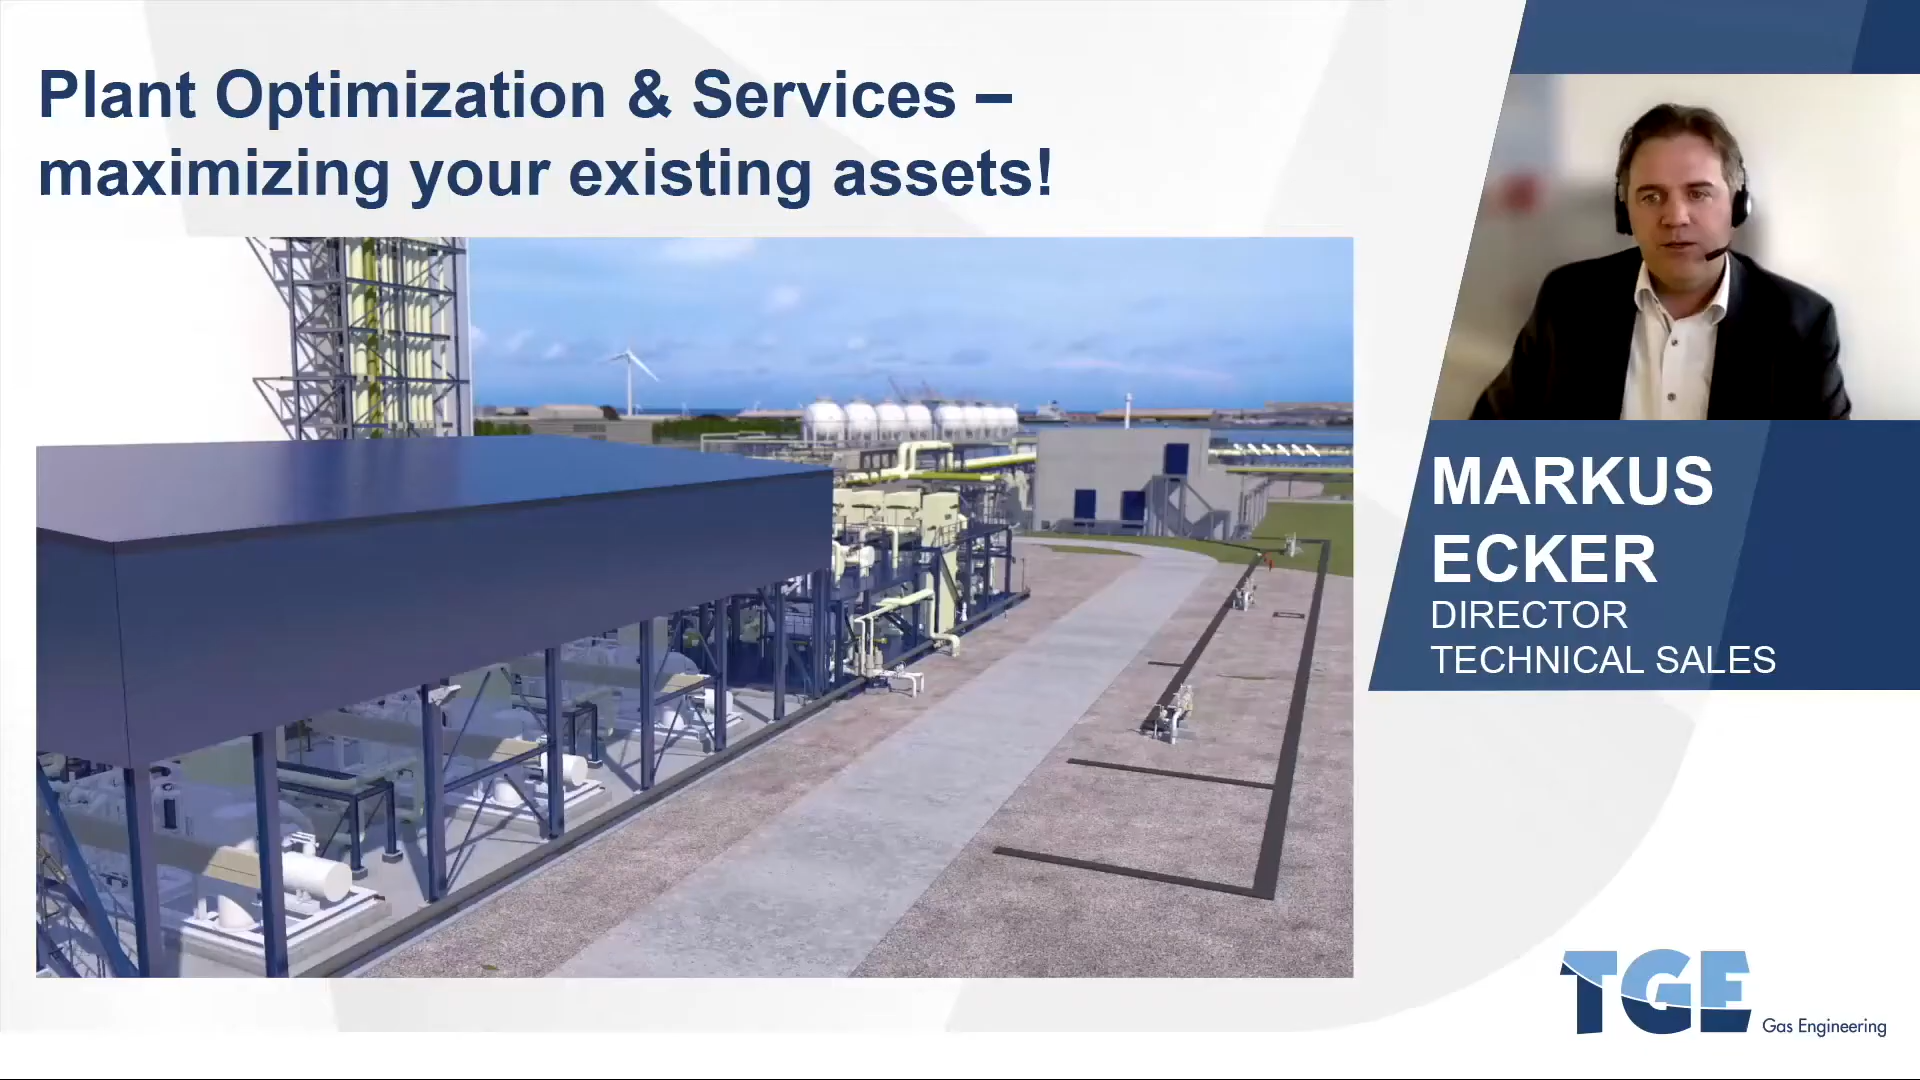 Plant Optimization & Services –
maximizing your existing assets!
MARKUS
ECKER
DIRECTOR
TECHNICAL SALES
TGE Gas Engineering